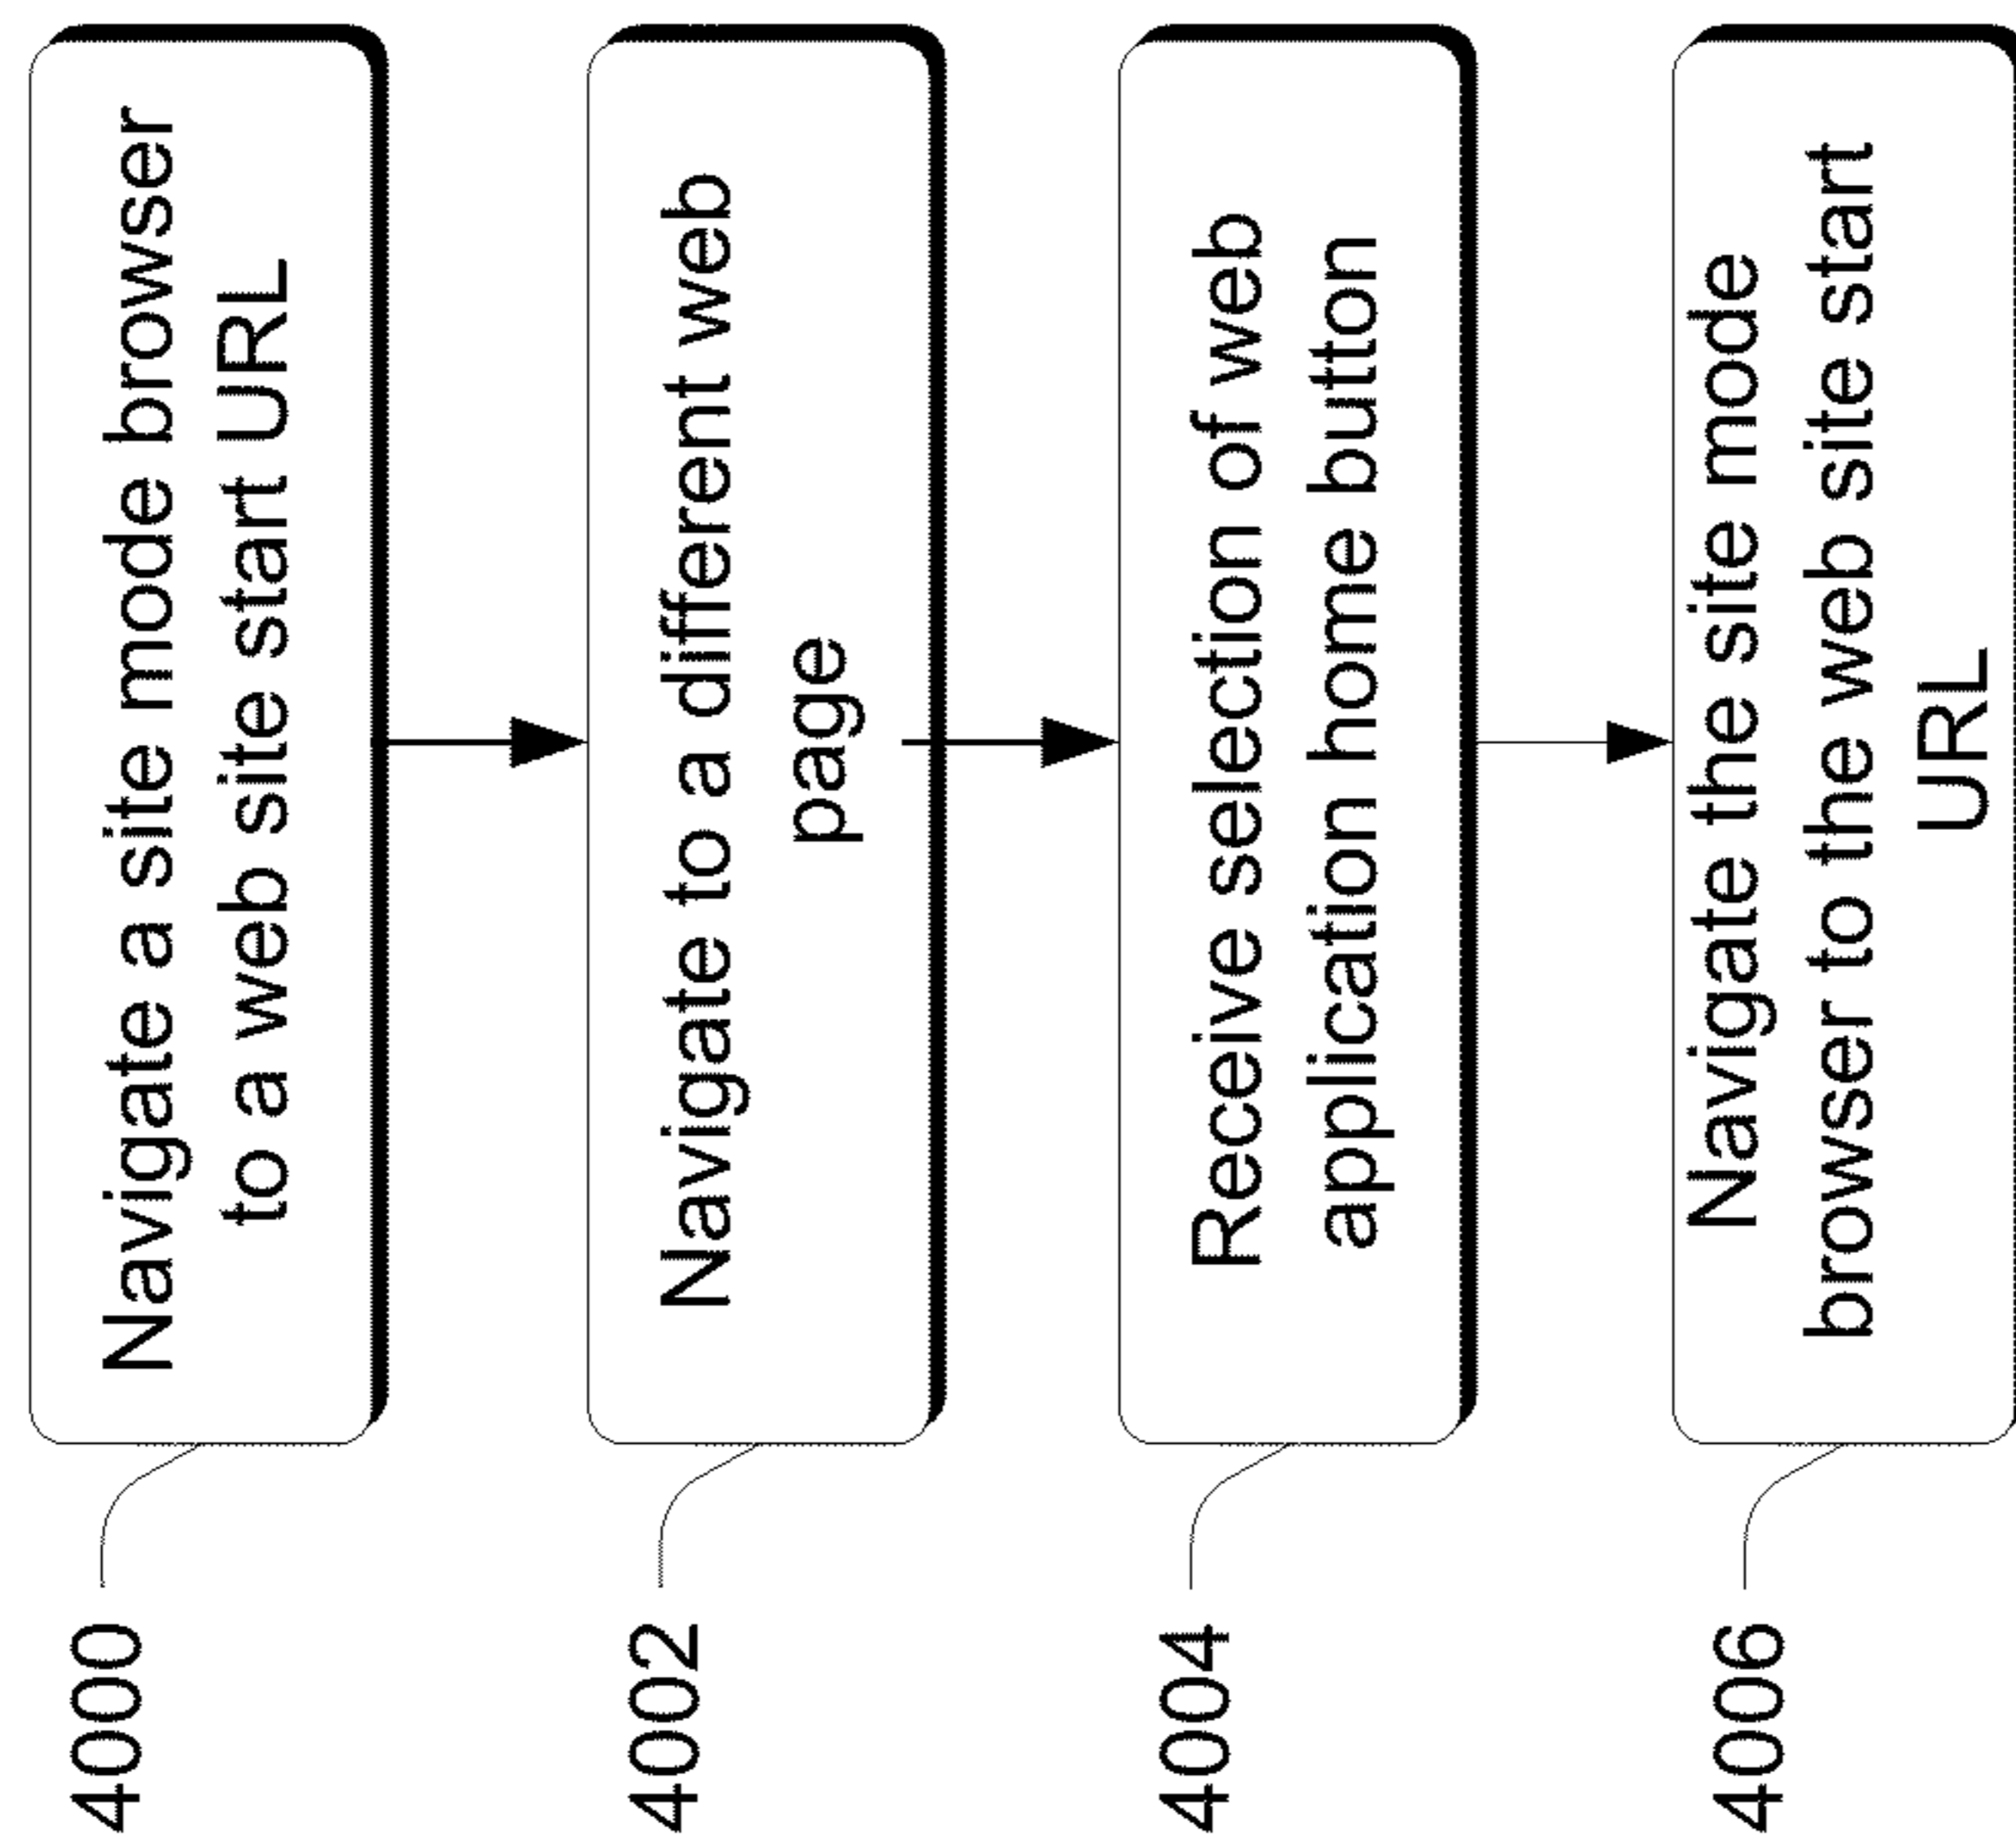 4000
Navigate a site mode browser
to a web site start URL
4002
Navigate to a different web
page
4004
Receive selection of web
application home button
4006
Navigate the site mode
browser to the web site start
URL